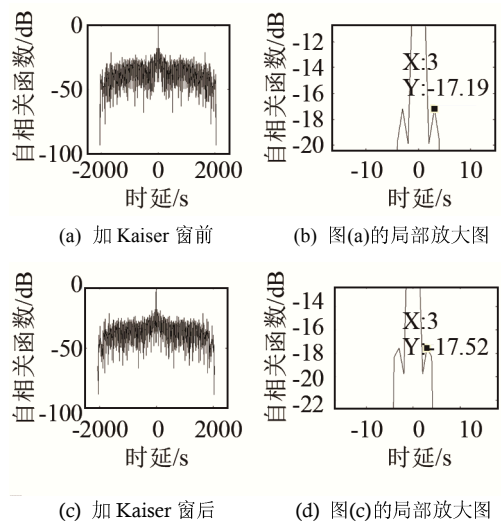 自相关函数/dB
0
-50
-100
-2000 0 2000
时延/s
(a) 加 Kaiser 窗前
自相关函数/dB
-12
-14
-16
-18
-20
X:3
Y:-17.19
-10 0 10
时延/s
(b) 图(a)的局部放大图
自相关函数/dB
0
-50
-100
-2000 0 2000
时延/s
(c) 加 Kaiser 窗后
自相关函数/dB
-14
-16
-18
-20
-22
X:3
Y:-17.52
-10 0 10
时延/s
(d) 图(c)的局部放大图